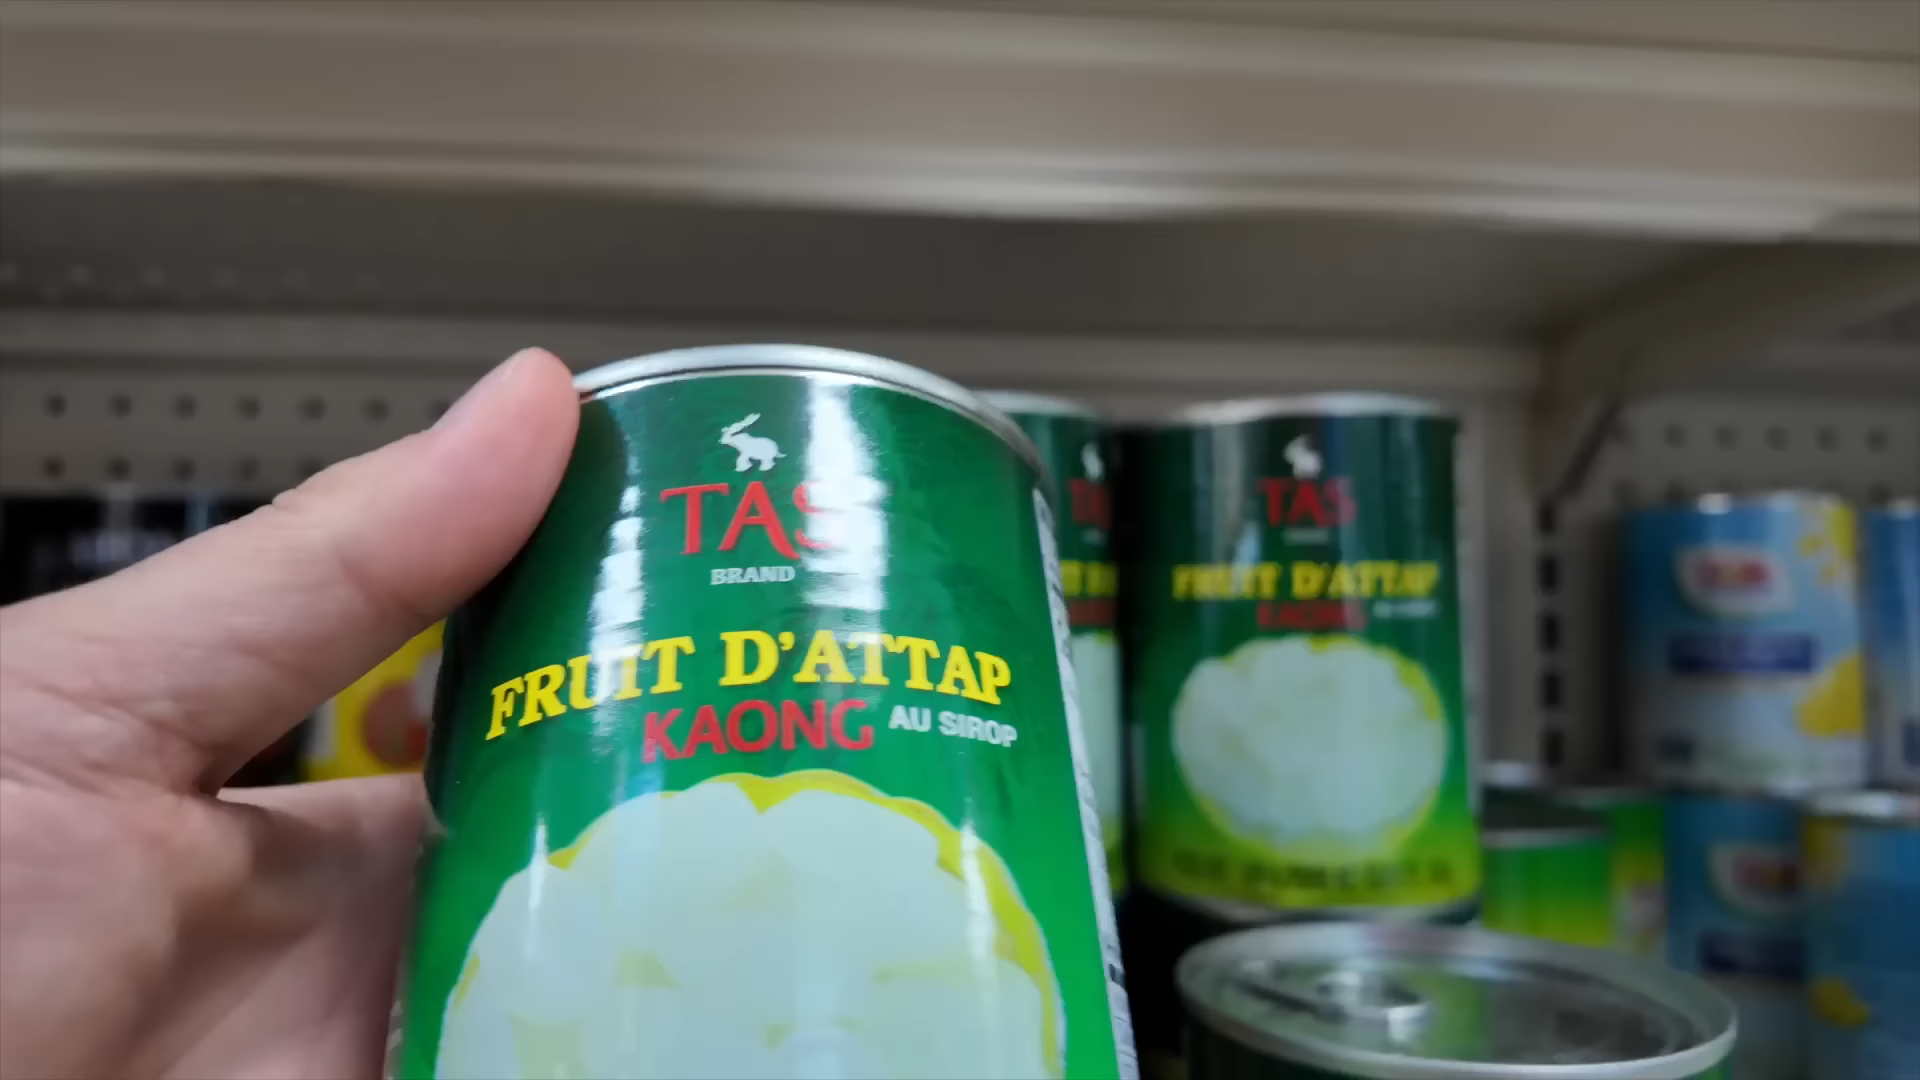 TAS
BRAND
FRUIT D'ATTAP
KAONG AU SIROP
TAS
FRUIT D'ATTAP
KAONG